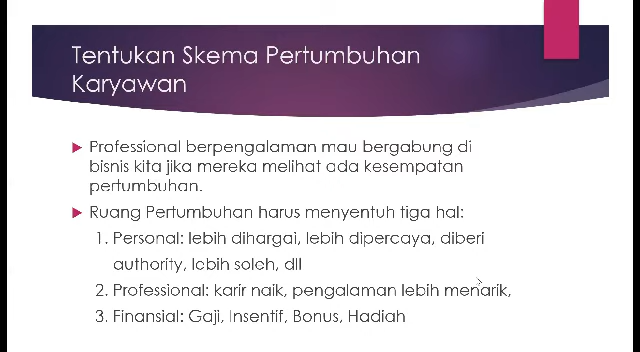 Tentukan Skema Pertumbuhan
Karyawan
Professional berpengalaman mau bergabung di
bisnis kita jika mereka melihat ada kesempatan
pertumbuhan.
Ruang Pertumbuhan harus menyentuh tiga hal:
1. Personal: lebih dihargai, lebih dipercaya, diberi
authority, lebih soleh, dll
2. Professional: karir naik, pengalaman lebih menarik,
3. Finansial: Gaji, Insentif, Bonus, Hadiah